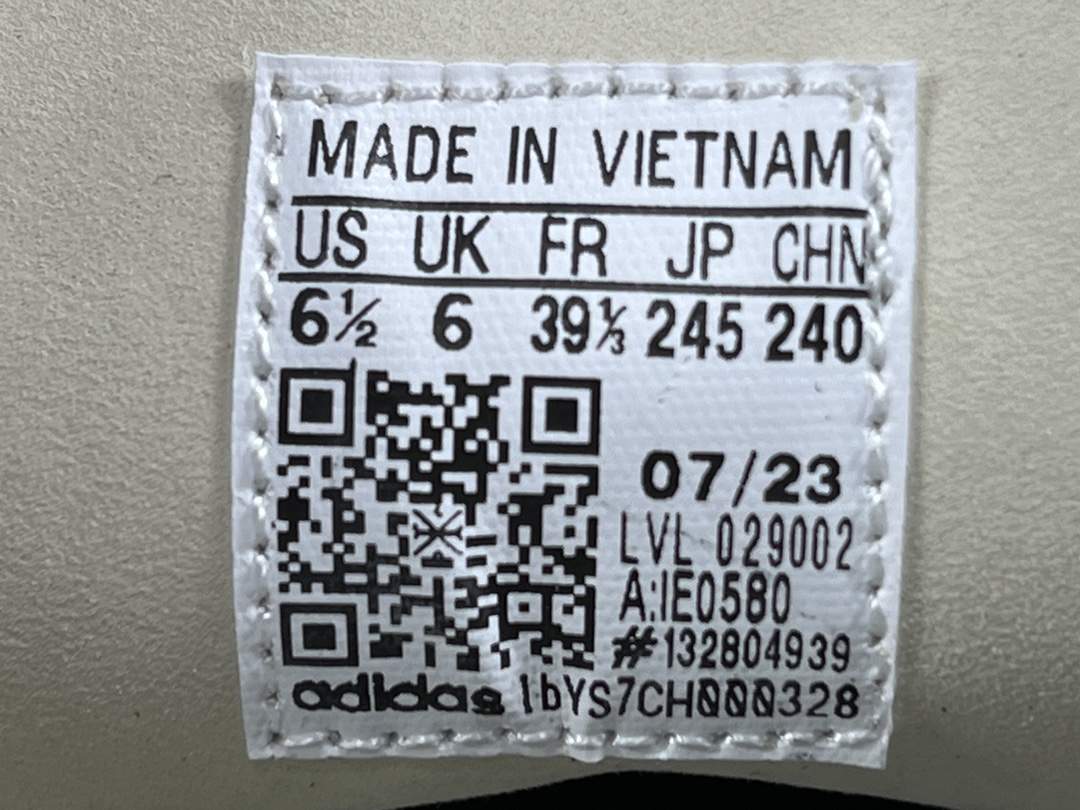 MADE IN VIETNAM
US UK FR JP CHN
6½ 6 39⅓ 245 240
07/23
LVL 029002
A:IE0580
#132804939
adidas 1bYS7CH000328